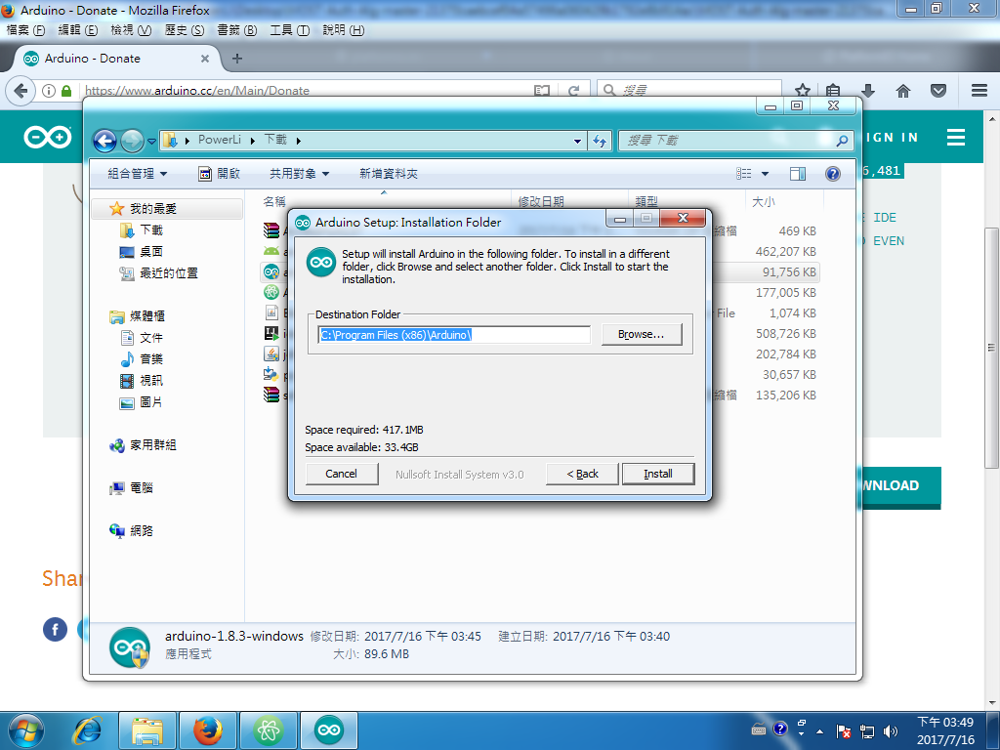 Arduino - Donate - Mozilla Firefox
檔案 (F) 編輯 (E) 檢視 (V) 歷史 (S) 書籤 (B) 工具 (T) 說明 (H)
Arduino - Donate
https://www.arduino.cc/en/Main/Donate
搜尋
PowerLi 下載
搜尋 下載
IGN IN
組合管理 開啟 共用對象 新增資料夾
6,481
我的最愛
下載
桌面
最近的位置
媒體櫃
文件
音樂
視訊
圖片
家用群組
電腦
網路
名稱 修改日期 類型 大小
縮檔 469 KB
462,207 KB
91,756 KB
177,005 KB
File 1,074 KB
508,726 KB
202,784 KB
30,657 KB
縮檔 135,206 KB
E IDE
EVEN
Arduino Setup: Installation Folder
Setup will install Arduino in the following folder. To install in a different
folder, click Browse and select another folder. Click Install to start the
installation.
Destination Folder
C:\Program Files (x86)\Arduino\
Browse...
Space required: 417.1MB
Space available: 33.4GB
Cancel Nullsoft Install System v3.0 < Back Install
WNLOAD
Shar
arduino-1.8.3-windows 修改日期: 2017/7/16 下午 03:45 建立日期: 2017/7/16 下午 03:40
應用程式 大小: 89.6 MB
下午 03:49
2017/7/16